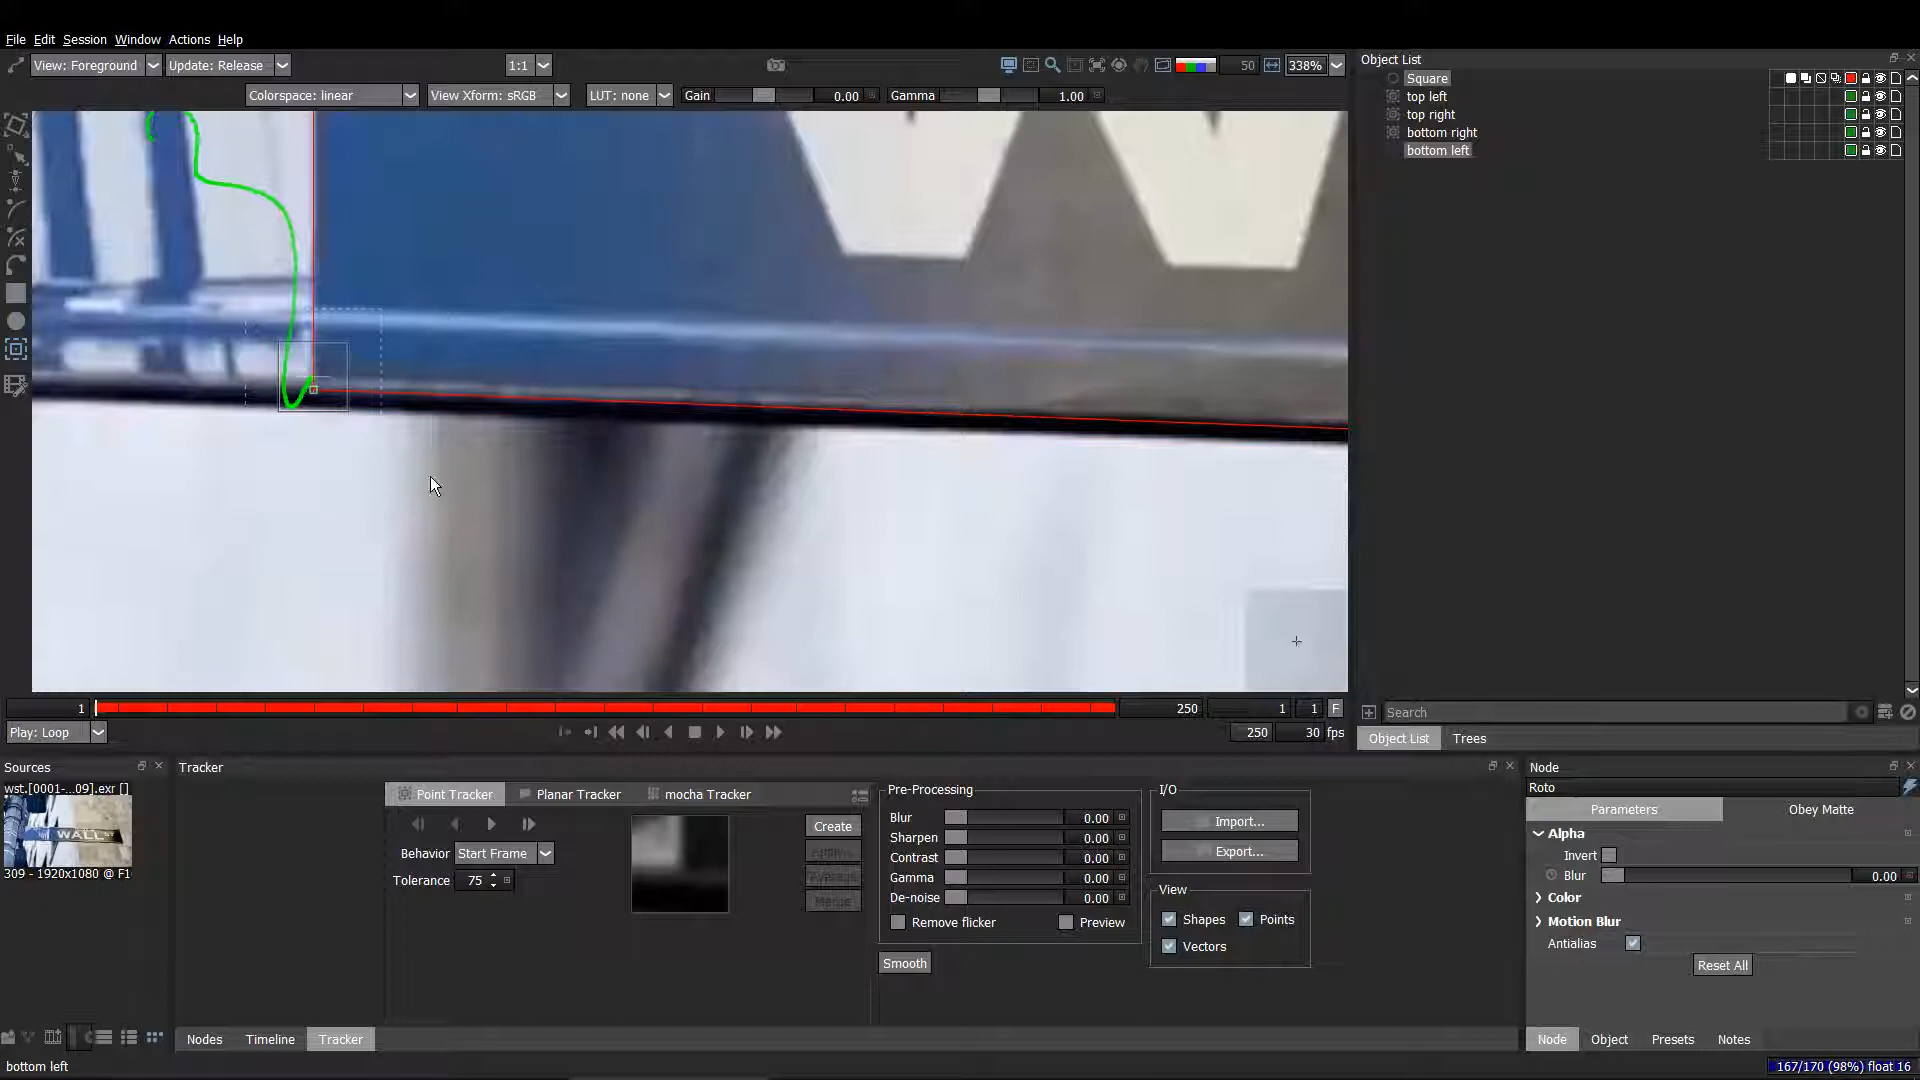 File Edit Session Window Actions Help
View: Foreground Update: Release 1:1 50 338%
Colorspace: linear View Xform: sRGB LUT: none Gain 0.00 Gamma 1.00
Object List
Square
top left
top right
bottom right
bottom left
1 250 1 1 F
Play: Loop 250 30 fps
Search
Object List Trees
Sources
wst.[0001-...09].exr []
WALL
309 - 1920x1080 @ F1
Tracker
Point Tracker Planar Tracker mocha Tracker
Behavior Start Frame
Tolerance 75
Create
Average
Merge
Pre-Processing
Blur 0.00
Sharpen 0.00
Contrast 0.00
Gamma 0.00
De-noise 0.00
Remove flicker Preview
Smooth
I/O
Import...
Export...
View
Shapes Points
Vectors
Node
Roto
Parameters Obey Matte
Alpha
Invert
Blur 0.00
Color
Motion Blur
Antialias
Reset All
Nodes Timeline Tracker
Node Object Presets Notes
bottom left
167/170 (98%) float 16